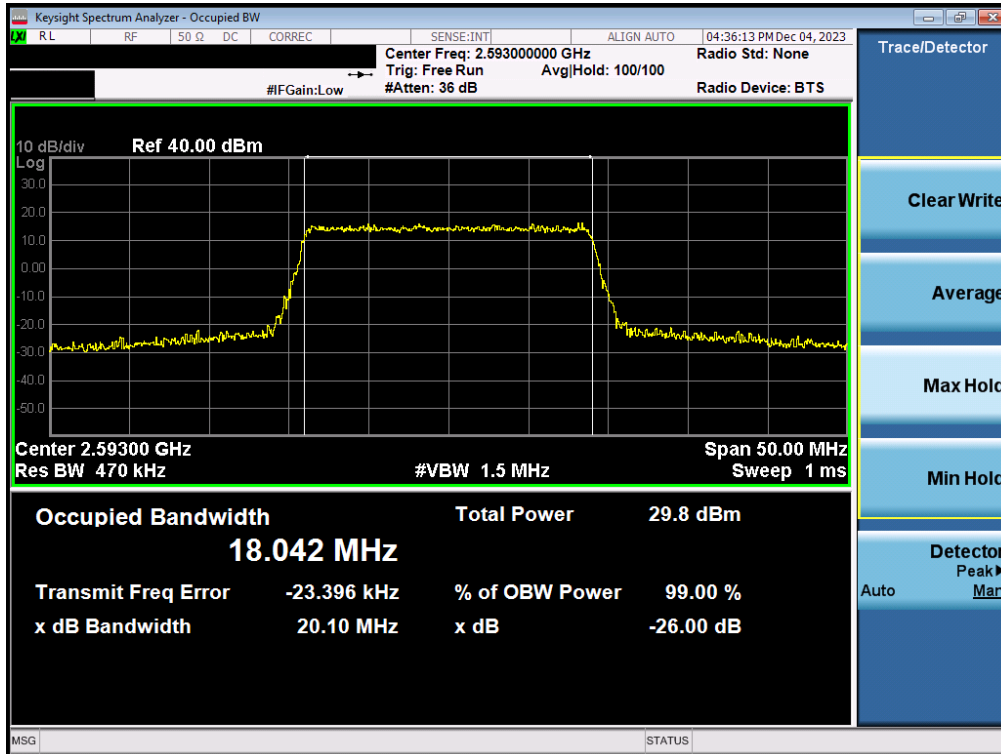 Keysight Spectrum Analyzer - Occupied BW
LXI RL RF 50 Ω DC CORREC SENSE:INT ALIGN AUTO 04:36:13 PM Dec 04, 2023
Center Freq: 2.593000000 GHz Radio Std: None
Trig: Free Run Avg|Hold: 100/100
#IFGain:Low #Atten: 36 dB Radio Device: BTS
Trace/Detector
10 dB/div Ref 40.00 dBm
Log
30.0
20.0
10.0
0.00
-10.0
-20.0
-30.0
-40.0
-50.0
Center 2.59300 GHz Span 50.00 MHz
Res BW 470 kHz #VBW 1.5 MHz Sweep 1 ms
Occupied Bandwidth Total Power 29.8 dBm
18.042 MHz
Transmit Freq Error -23.396 kHz % of OBW Power 99.00 %
x dB Bandwidth 20.10 MHz x dB -26.00 dB
Clear Write
Average
Max Hold
Min Hold
Detector
Peak▶
Auto Man
MSG STATUS